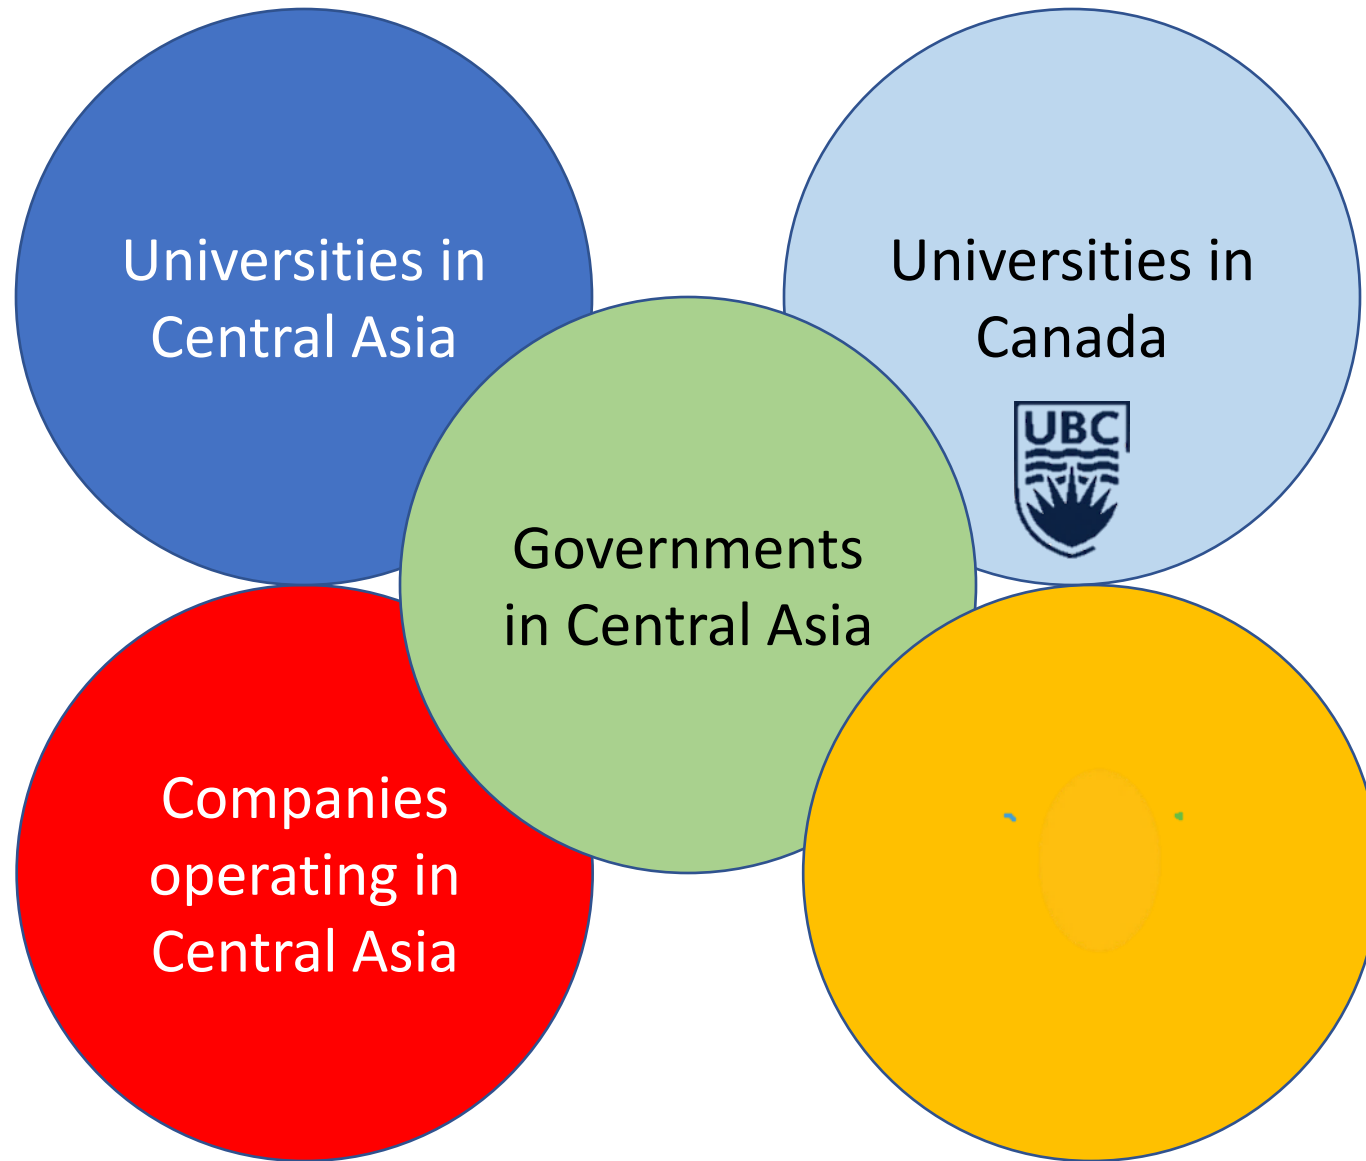 Universities in
Central Asia
Universities in
Canada
UBC
Governments
in Central Asia
Companies
operating in
Central Asia